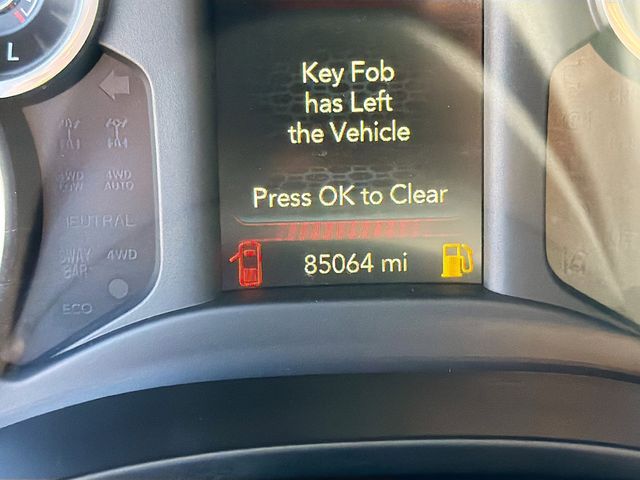 L
Key Fob
has Left
the Vehicle
Press OK to Clear
85064 mi
4WD
LOW
4WD
AUTO
NEUTRAL
SWAY
BAR
4WD
ECO